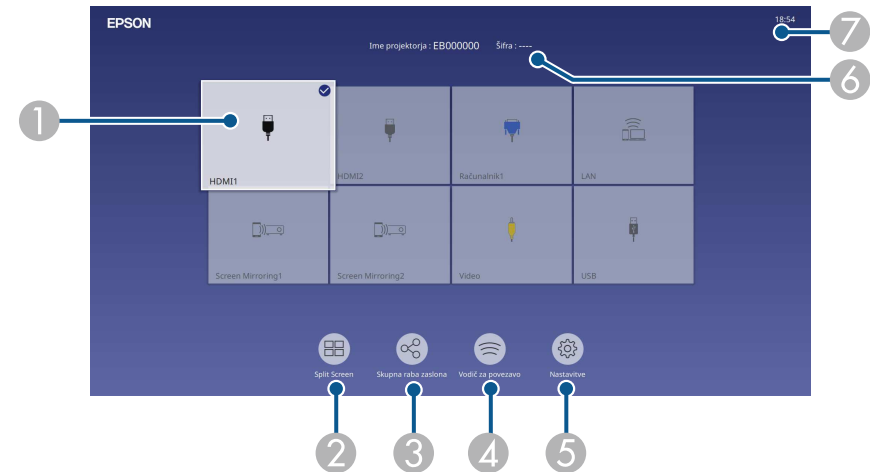 EPSON
18:54
Ime projektorja : EB000000 Šifra : ----
HDMI1
HDMI2
Računalnik1
LAN
Screen Mirroring1
Screen Mirroring2
Video
USB
Split Screen
Skupna raba zaslona
Vodič za povezavo
Nastavitve
1
2
3
4
5
6
7